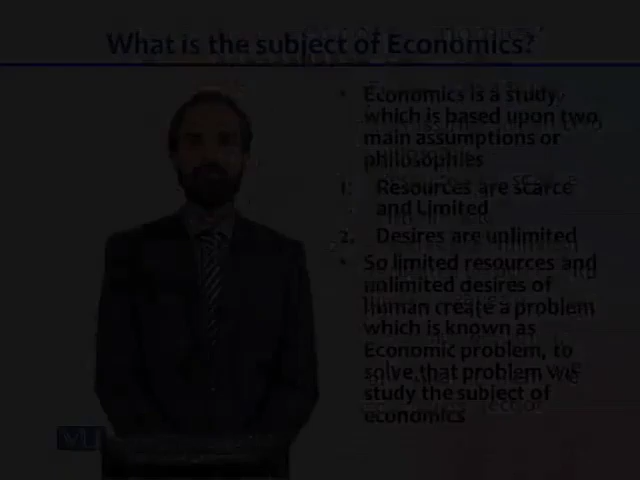 What is the subject of Economics?
• Economics is a study, which is based upon two
main assumptions or
philosophies
1. Resources are scarce
and Limited
2. Desires are unlimited
• So limited resources and
unlimited desires of
human create a problem
which is known as
Economic problem, to
solve that problem we
study the subject of
economics
VU